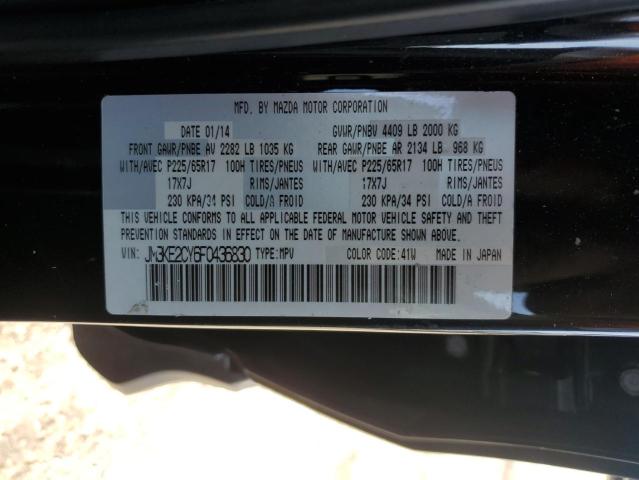 MFD. BY MAZDA MOTOR CORPORATION
DATE 01/14 GVWR/PNBV 4409 LB 2000 KG
FRONT GAWR/PNBE AV 2282 LB 1035 KG REAR GAWR/PNBE AR 2134 LB 968 KG
WITH/AVEC P225/65R17 100H TIRES/PNEUS WITH/AVEC P225/65R17 100H TIRES/PNEUS
17X7J RIMS/JANTES 17X7J RIMS/JANTES
230 KPA/34 PSI COLD/A FROID 230 KPA/34 PSI COLD/A FROID
THIS VEHICLE CONFORMS TO ALL APPLICABLE FEDERAL MOTOR VEHICLE SAFETY AND THEFT
PREVENTION STANDARDS IN EFFECT ON THE DATE OF MANUFACTURE SHOWN ABOVE.
VIN: JM3KE2CY6F0436830 TYPE:MPV COLOR CODE:41W MADE IN JAPAN